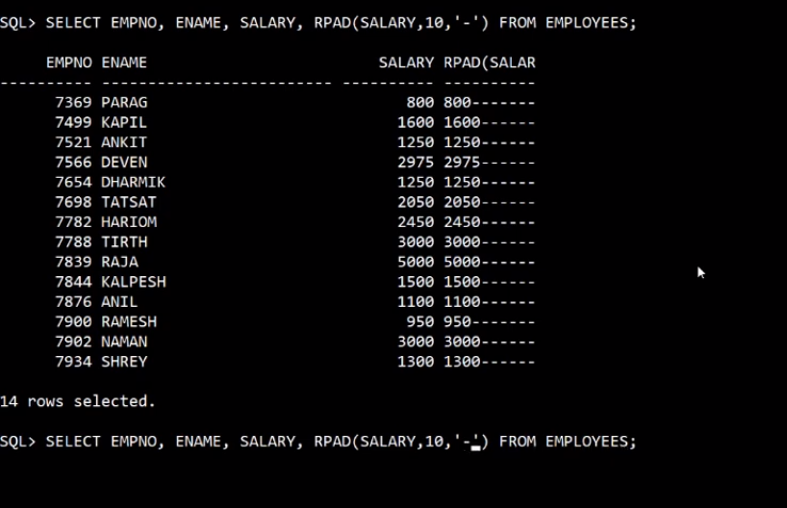 SQL> SELECT EMPNO, ENAME, SALARY, RPAD(SALARY,10,'-') FROM EMPLOYEES;
EMPNO ENAME SALARY RPAD(SALAR
---------- ------------------------- ---------- ----------
7369 PARAG 800 800-------
7499 KAPIL 1600 1600------
7521 ANKIT 1250 1250------
7566 DEVEN 2975 2975------
7654 DHARMIK 1250 1250------
7698 TATSAT 2050 2050------
7782 HARIOM 2450 2450------
7788 TIRTH 3000 3000------
7839 RAJA 5000 5000------
7844 KALPESH 1500 1500------
7876 ANIL 1100 1100------
7900 RAMESH 950 950-------
7902 NAMAN 3000 3000------
7934 SHREY 1300 1300------
14 rows selected.
SQL> SELECT EMPNO, ENAME, SALARY, RPAD(SALARY,10,'-') FROM EMPLOYEES;